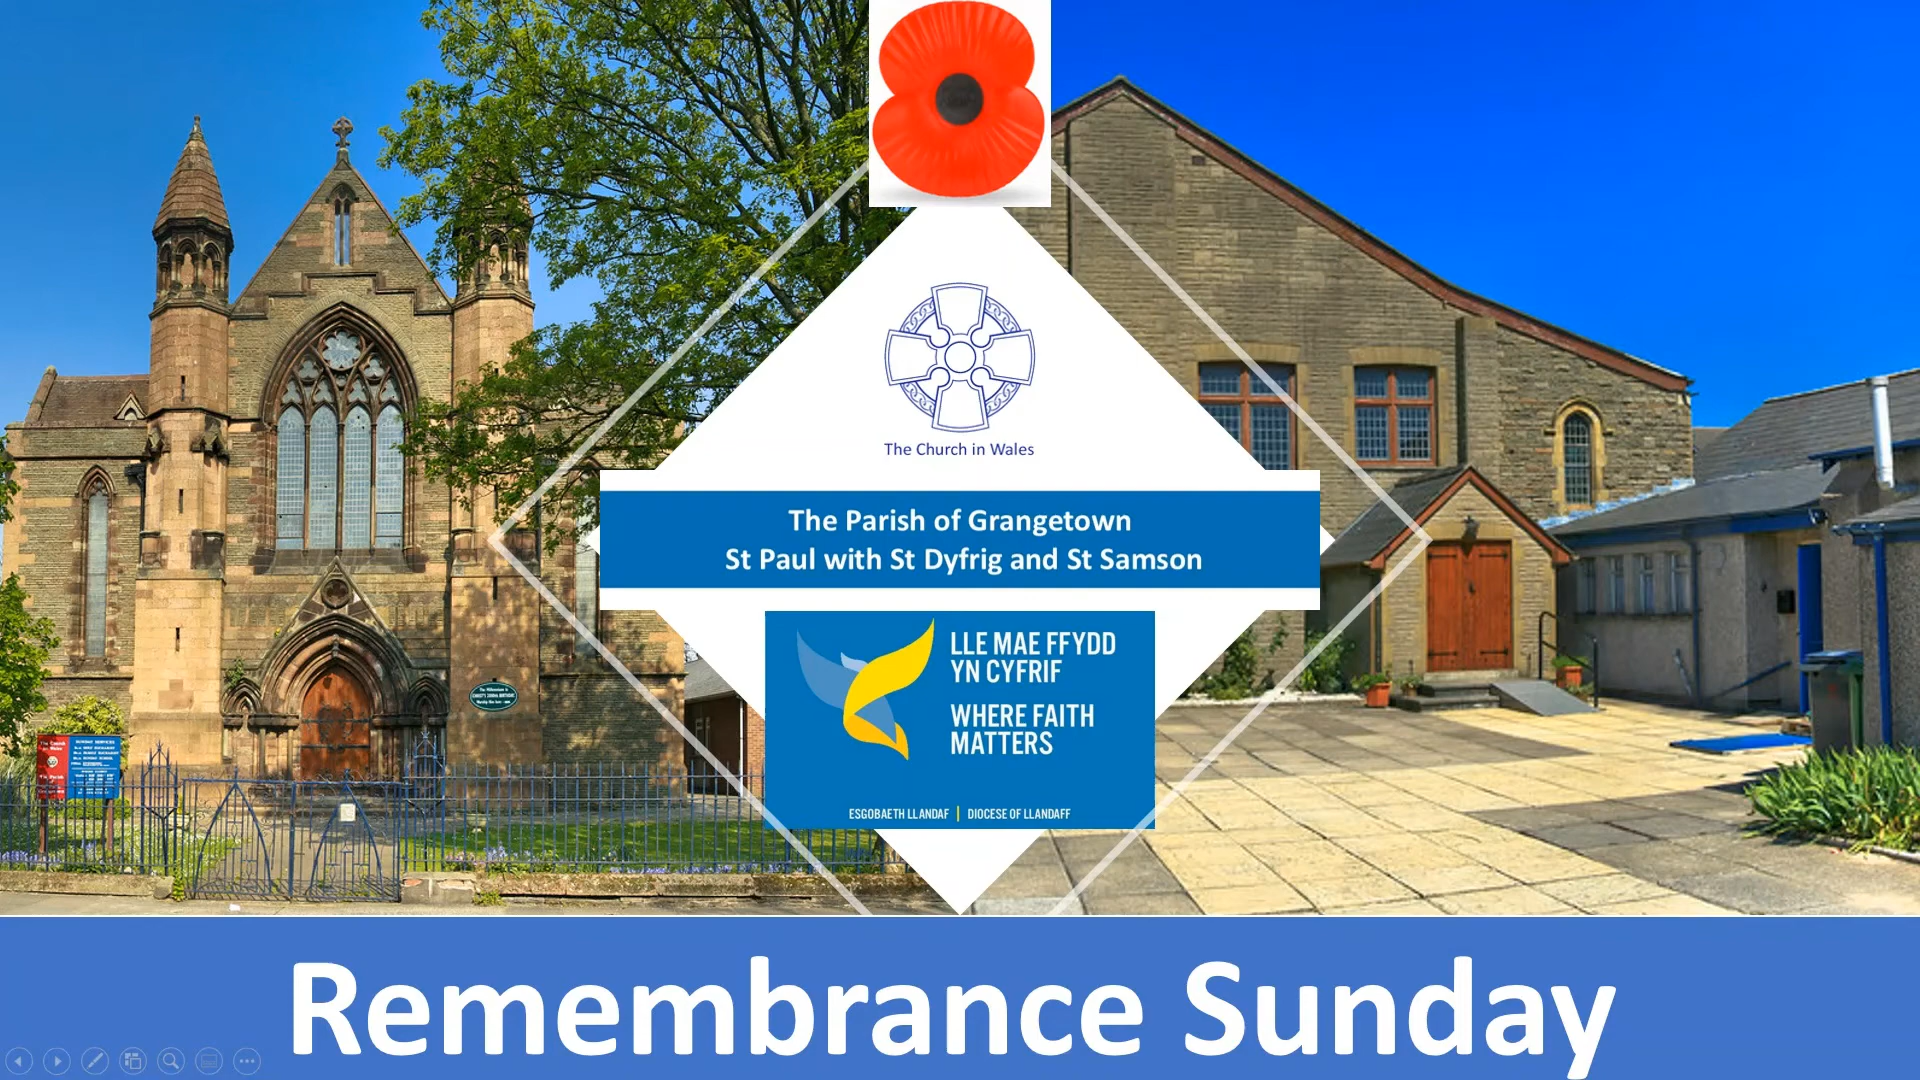 The Church in Wales
The Parish of Grangetown
St Paul with St Dyfrig and St Samson
LLE MAE FFYDD
YN CYFRIF
WHERE FAITH
MATTERS
ESGOBAETH LLANDAF | DIOCESE OF LLANDAFF
Remembrance Sunday